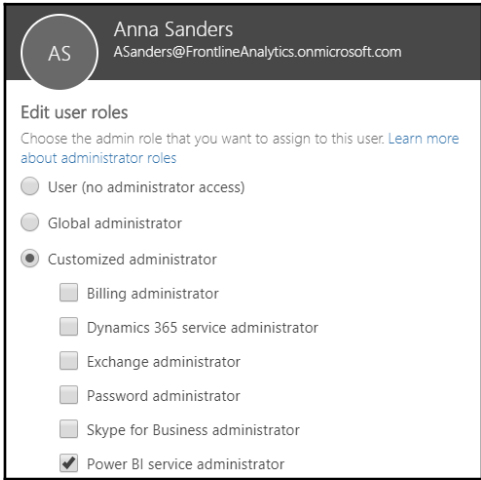 Anna Sanders
AS
ASanders@FrontlineAnalytics.onmicrosoft.com
Edit user roles
Choose the admin role that you want to assign to this user. Learn more
about administrator roles
User (no administrator access)
Global administrator
Customized administrator
Billing administrator
Dynamics 365 service administrator
Exchange administrator
Password administrator
Skype for Business administrator
Power BI service administrator